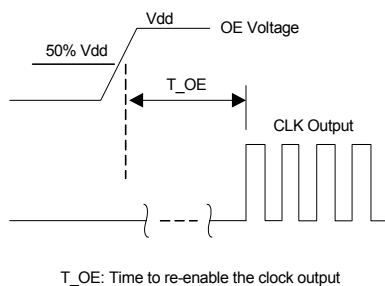 Vdd
OE Voltage
50% Vdd
T_OE
CLK Output
T_OE: Time to re-enable the clock output